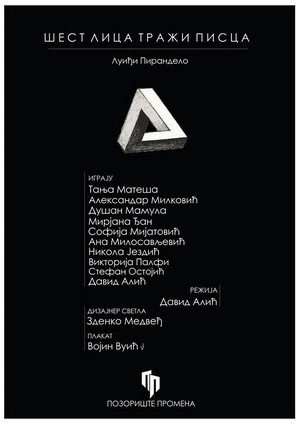 ШЕСТ ЛИЦА ТРАЖИ ПИСЦА
Луиђи Пирандело
ИГРАЈУ
Тања Матеша
Александар Милковић
Душан Мамула
Мирјана Ђан
Софија Мијатовић
Ана Милосављевић
Никола Јездић
Викторија Палфи
Стефан Остојић
Давид Алић
РЕЖИЈА
Давид Алић
ДИЗАЈНЕР СВЕТЛА
Зденко Медвеђ
ПЛАКАТ
Војин Вуић
ПОЗОРИШТЕ ПРОМЕНА